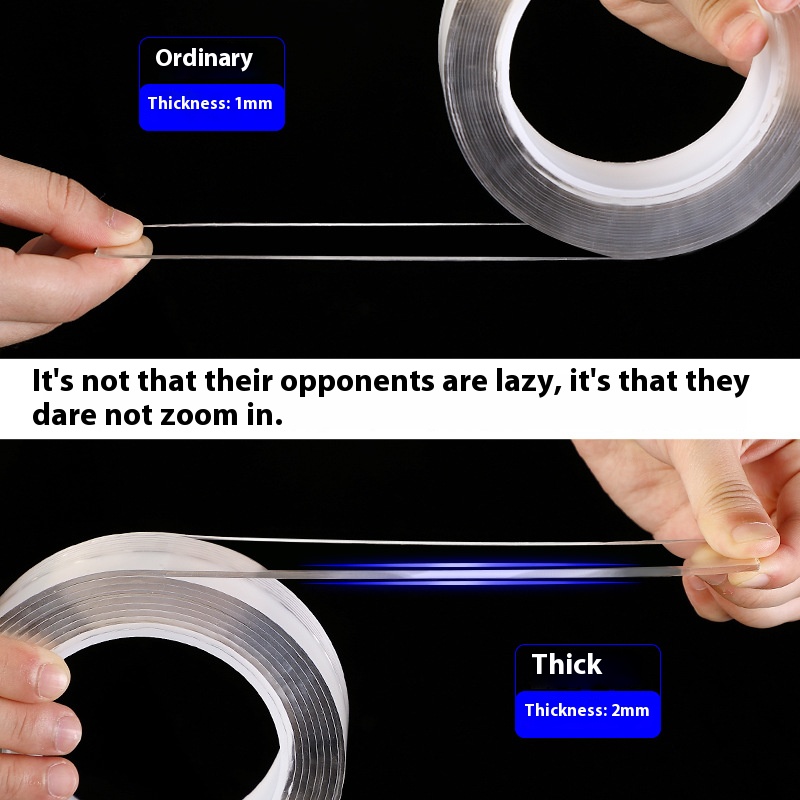 Ordinary
Thickness: 1mm
It's not that their opponents are lazy, it's that they
dare not zoom in.
Thick
Thickness: 2mm